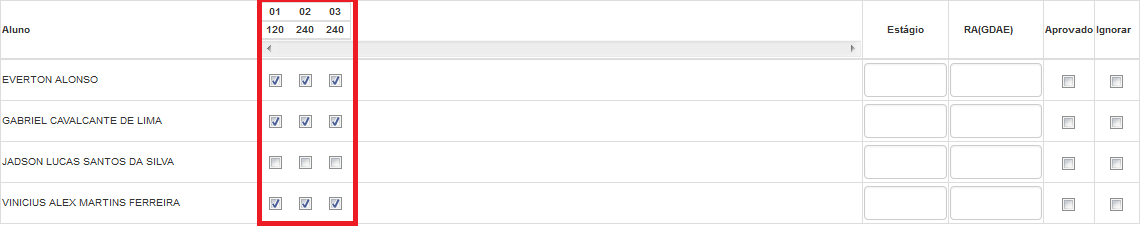 01 02 03
Aluno 120 240 240 Estágio RA(GDAE) Aprovado Ignorar
EVERTON ALONSO
GABRIEL CAVALCANTE DE LIMA
JADSON LUCAS SANTOS DA SILVA
VINICIUS ALEX MARTINS FERREIRA